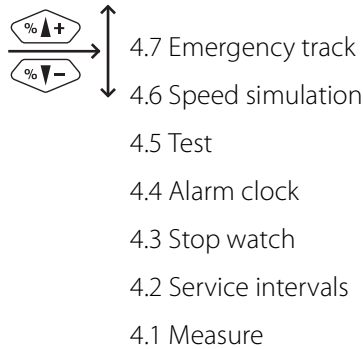 %▲+
%▼−
4.7 Emergency track
4.6 Speed simulation
4.5 Test
4.4 Alarm clock
4.3 Stop watch
4.2 Service intervals
4.1 Measure